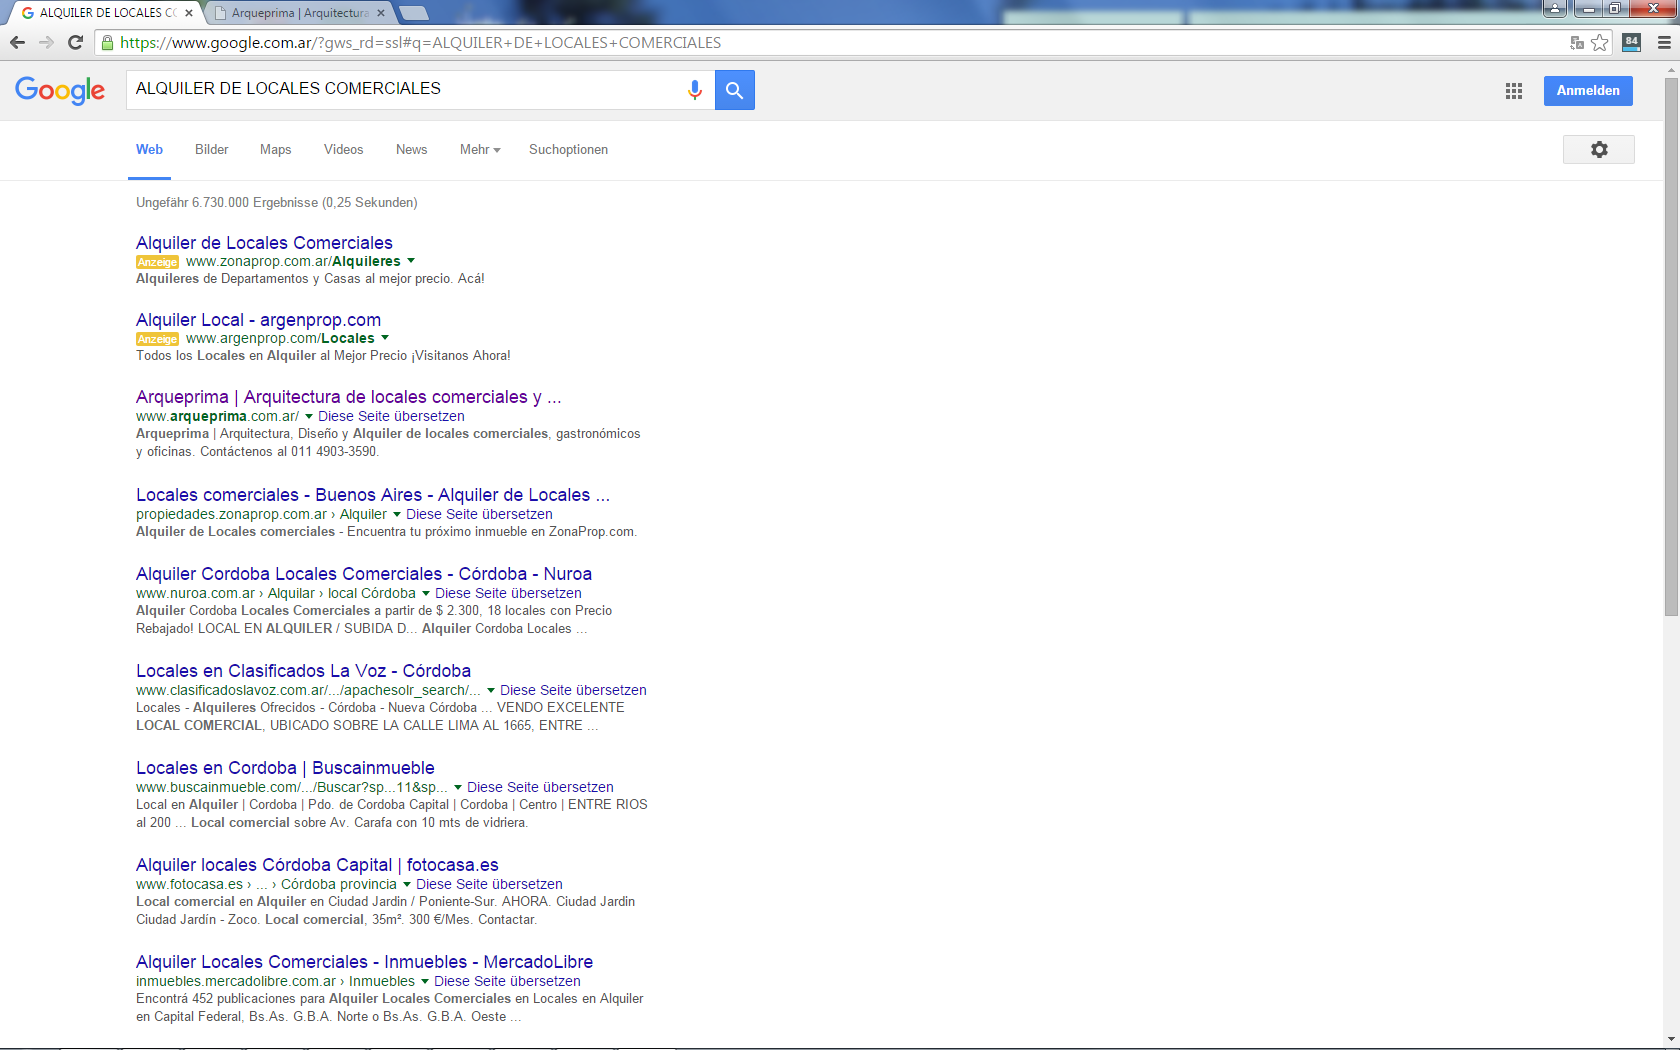 ALQUILER DE LOCALES CO
Arqueprima | Arquitectura
https://www.google.com.ar/?gws_rd=ssl#q=ALQUILER+DE+LOCALES+COMERCIALES
84
Google
ALQUILER DE LOCALES COMERCIALES
Anmelden
Web Bilder Maps Videos News Mehr Suchoptionen
Ungefähr 6.730.000 Ergebnisse (0,25 Sekunden)
Alquiler de Locales Comerciales
Anzeige www.zonaprop.com.ar/Alquileres
Alquileres de Departamentos y Casas al mejor precio. Acá!
Alquiler Local - argenprop.com
Anzeige www.argenprop.com/Locales
Todos los Locales en Alquiler al Mejor Precio ¡Visitanos Ahora!
Arqueprima | Arquitectura de locales comerciales y ...
www.arqueprima.com.ar/ Diese Seite übersetzen
Arqueprima | Arquitectura, Diseño y Alquiler de locales comerciales, gastronómicos
y oficinas. Contáctenos al 011 4903-3590.
Locales comerciales - Buenos Aires - Alquiler de Locales ...
propiedades.zonaprop.com.ar › Alquiler Diese Seite übersetzen
Alquiler de Locales comerciales - Encuentra tu próximo inmueble en ZonaProp.com.
Alquiler Cordoba Locales Comerciales - Córdoba - Nuroa
www.nuroa.com.ar › Alquilar › local Córdoba Diese Seite übersetzen
Alquiler Cordoba Locales Comerciales a partir de $ 2.300, 18 locales con Precio
Rebajado! LOCAL EN ALQUILER / SUBIDA D... Alquiler Cordoba Locales ...
Locales en Clasificados La Voz - Córdoba
www.clasificadoslavoz.com.ar/.../apachesolr_search/... Diese Seite übersetzen
Locales - Alquileres Ofrecidos - Córdoba - Nueva Córdoba ... VENDO EXCELENTE
LOCAL COMERCIAL, UBICADO SOBRE LA CALLE LIMA AL 1665, ENTRE ...
Locales en Cordoba | Buscainmueble
www.buscainmueble.com/.../Buscar?sp...11&sp... Diese Seite übersetzen
Local en Alquiler | Cordoba | Pdo. de Cordoba Capital | Cordoba | Centro | ENTRE RIOS
al 200 ... Local comercial sobre Av. Carafa con 10 mts de vidriera.
Alquiler locales Córdoba Capital | fotocasa.es
www.fotocasa.es › ... › Córdoba provincia Diese Seite übersetzen
Local comercial en Alquiler en Ciudad Jardin / Poniente-Sur. AHORA. Ciudad Jardin
Ciudad Jardín - Zoco. Local comercial, 35m². 300 €/Mes. Contactar.
Alquiler Locales Comerciales - Inmuebles - MercadoLibre
inmuebles.mercadolibre.com.ar › Inmuebles Diese Seite übersetzen
Encontrá 452 publicaciones para Alquiler Locales Comerciales en Locales en Alquiler
en Capital Federal, Bs.As. G.B.A. Norte o Bs.As. G.B.A. Oeste ...